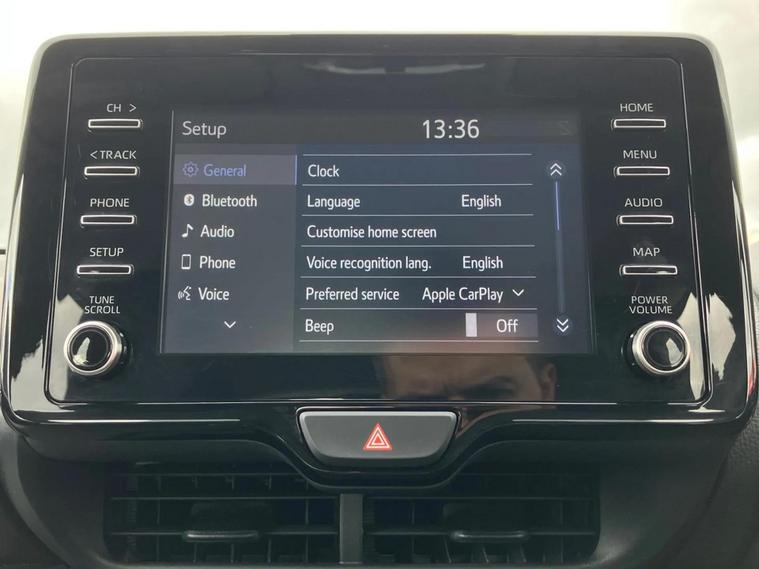 CH >
< TRACK
PHONE
SETUP
TUNE
SCROLL
Setup 13:36
General
Bluetooth
Audio
Phone
Voice
Clock
Language English
Customise home screen
Voice recognition lang. English
Preferred service Apple CarPlay
Beep Off
HOME
MENU
AUDIO
MAP
POWER
VOLUME